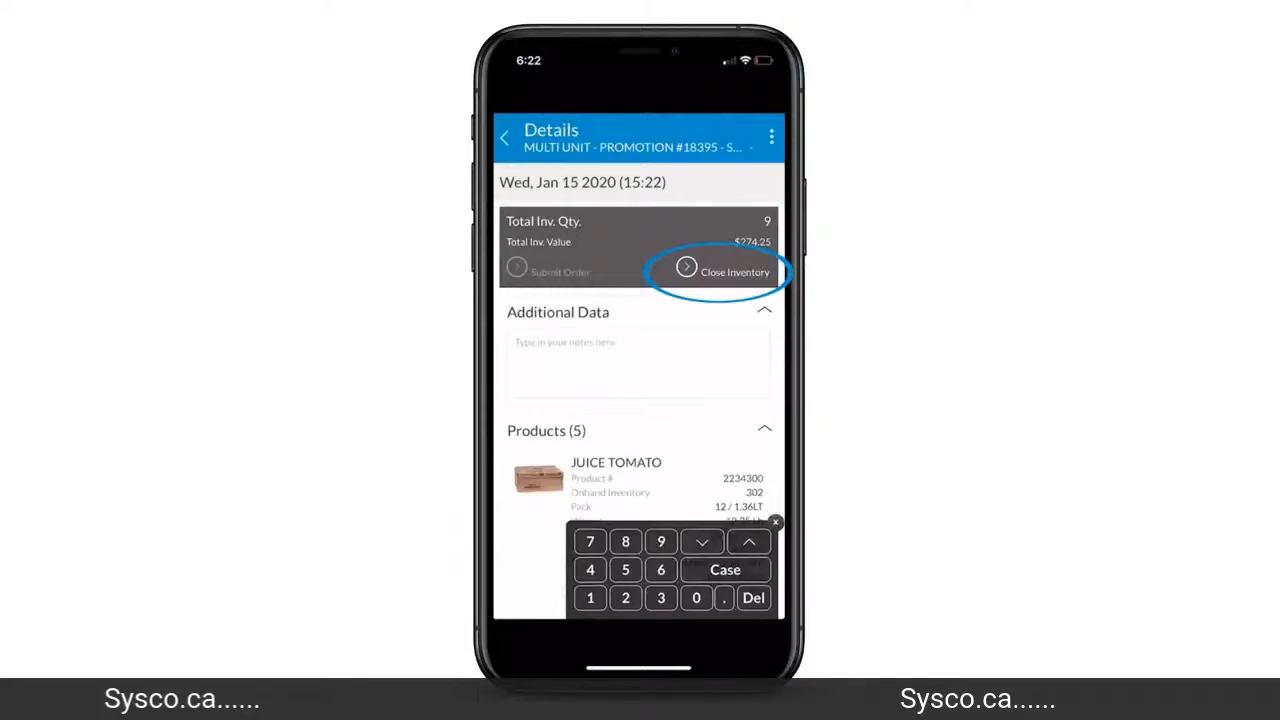 6:22
Details
MULTI UNIT - PROMOTION #18395 - S... -
Wed, Jan 15 2020 (15:22)
Total Inv. Qty. 9
Total Inv. Value $274.25
Submit Order Close Inventory
Additional Data
Type in your notes here...
Products (5)
JUICE TOMATO
Product # 2234300
Onhand Inventory 302
Pack 12 / 1.36LT
x
7 8 9
4 5 6 Case
1 2 3 0 . Del
Sysco.ca...... Sysco.ca......